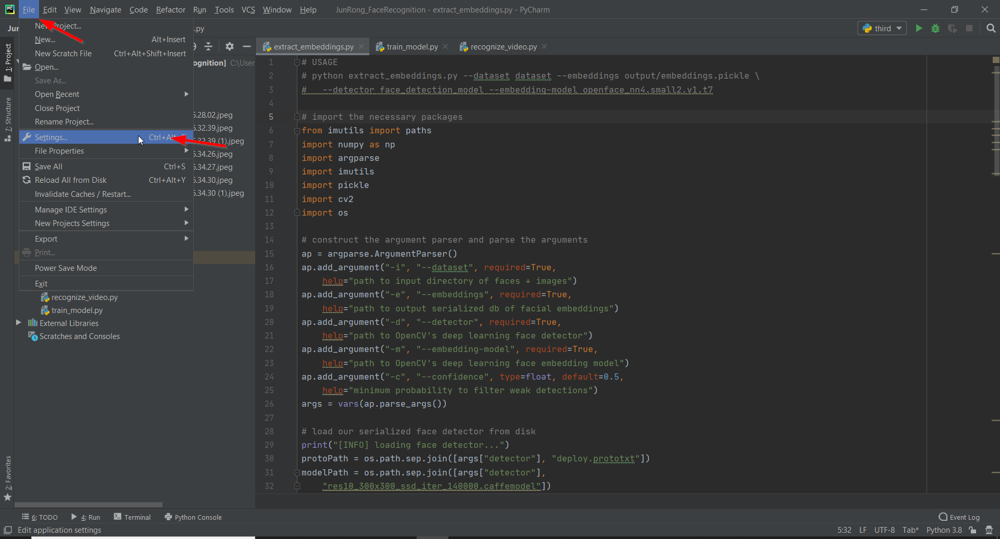 File Edit View Navigate Code Refactor Run Tools VCS Window Help JunRong_FaceRecognition - extract_embeddings.py - PyCharm
.py
third
New Project...
New... Alt+Insert
New Scratch File Ctrl+Alt+Shift+Insert
Open...
Save As...
Open Recent
Close Project
Rename Project...
Settings...
File Properties
Save All Ctrl+S
Reload All from Disk Ctrl+Alt+Y
Invalidate Caches / Restart...
Manage IDE Settings
New Projects Settings
Export
Print...
Power Save Mode
Exit
1: Project
7: Structure
2: Favorites
ognition] C:\User
5.28.02.jpeg
5.32.39.jpeg
5.32.39 (1).jpeg
5.34.26.jpeg
5.34.27.jpeg
5.34.30.jpeg
5.34.30 (1).jpeg
recognize_video.py
train_model.py
External Libraries
Scratches and Consoles
extract_embeddings.py train_model.py recognize_video.py
1 # USAGE
2 # python extract_embeddings.py --dataset dataset --embeddings output/embeddings.pickle \
3 # --detector face_detection_model --embedding-model openface_nn4.small2.v1.t7
4
5 # import the necessary packages
6 from imutils import paths
7 import numpy as np
8 import argparse
9 import imutils
10 import pickle
11 import cv2
12 import os
13
14 # construct the argument parser and parse the arguments
15 ap = argparse.ArgumentParser()
16 ap.add_argument("-i", "--dataset", required=True,
17 help="path to input directory of faces + images")
18 ap.add_argument("-e", "--embeddings", required=True,
19 help="path to output serialized db of facial embeddings")
20 ap.add_argument("-d", "--detector", required=True,
21 help="path to OpenCV's deep learning face detector")
22 ap.add_argument("-m", "--embedding-model", required=True,
23 help="path to OpenCV's deep learning face embedding model")
24 ap.add_argument("-c", "--confidence", type=float, default=0.5,
25 help="minimum probability to filter weak detections")
26 args = vars(ap.parse_args())
27
28 # load our serialized face detector from disk
29 print("[INFO] loading face detector...")
30 protoPath = os.path.sep.join([args["detector"], "deploy.prototxt"])
31 modelPath = os.path.sep.join([args["detector"],
32 "res10_300x300_ssd_iter_140000.caffemodel"])
6: TODO 4: Run Terminal Python Console Event Log
Edit application settings 5:32 LF UTF-8 Tab* Python 3.8